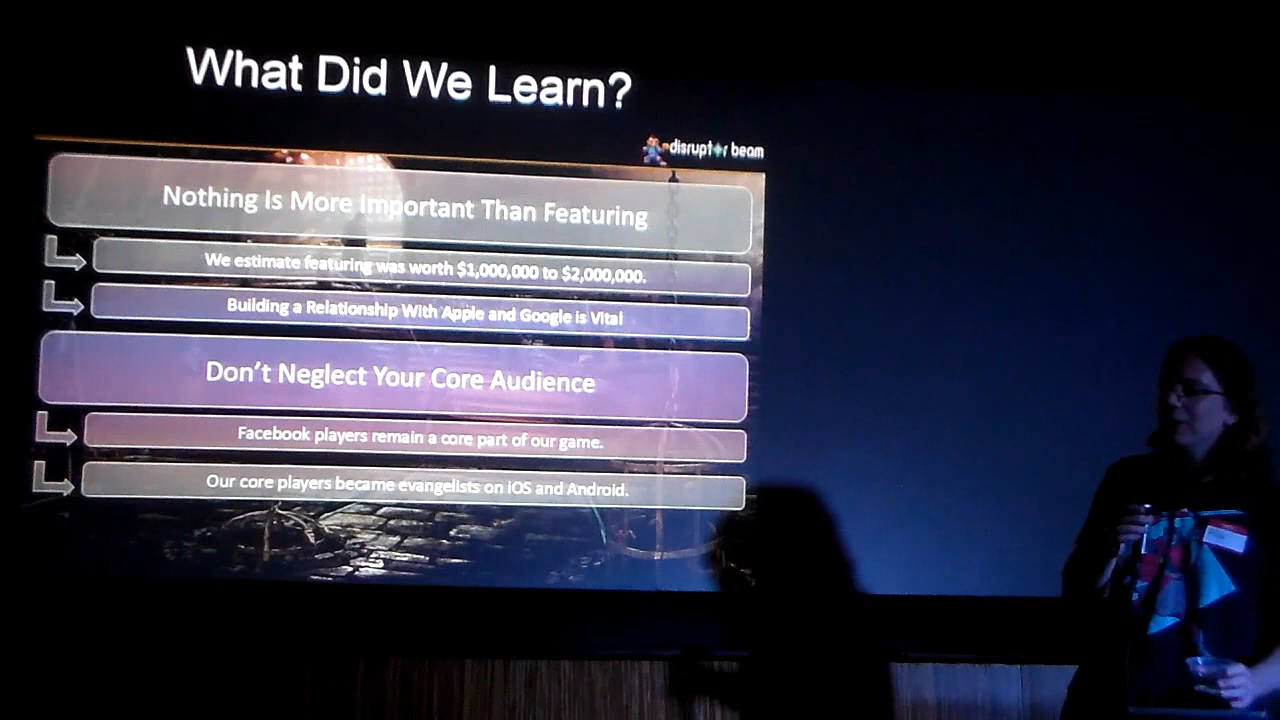 What Did We Learn?
disruptor beam
Nothing Is More Important Than Featuring
We estimate featuring was worth $1,000,000 to $2,000,000.
Building a Relationship With Apple and Google is Vital
Don't Neglect Your Core Audience
Facebook players remain a core part of our game.
Our core players became evangelists on iOS and Android.